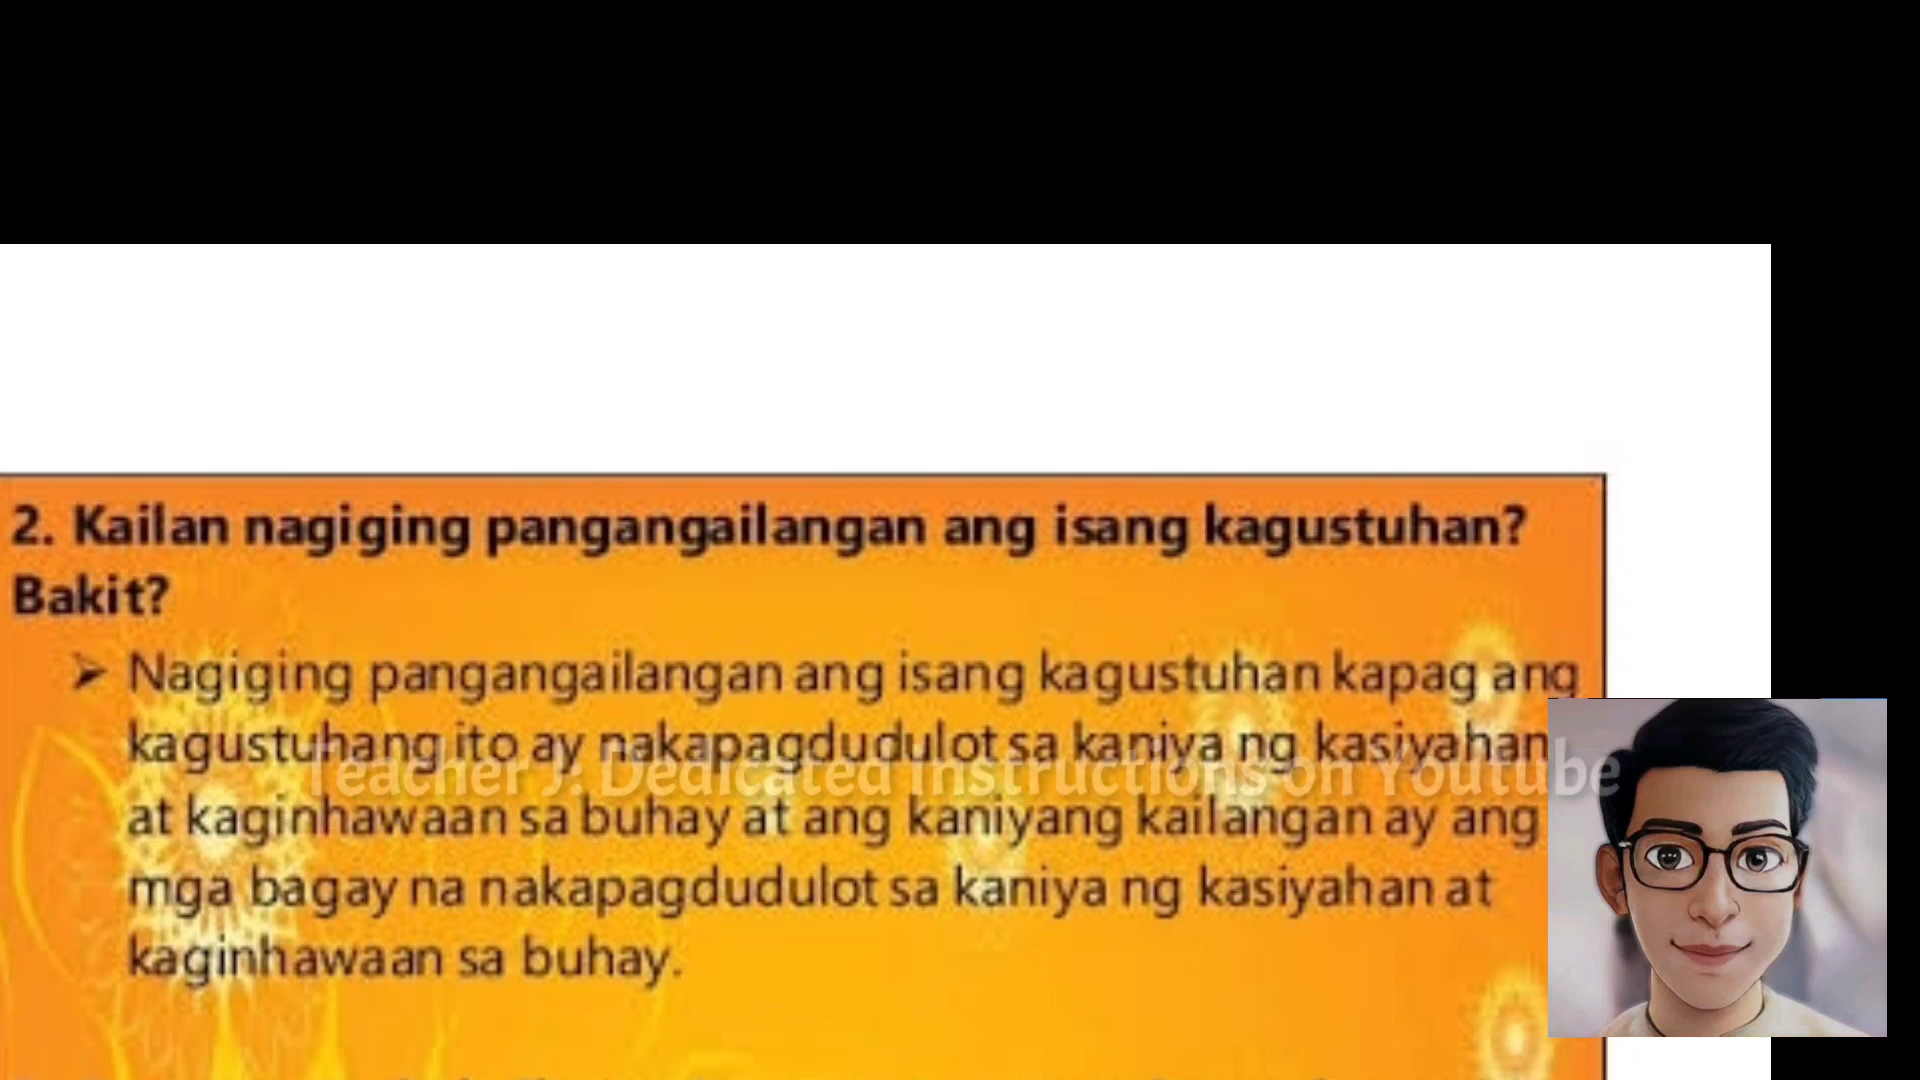 2. Kailan nagiging pangangailangan ang isang kagustuhan?
Bakit?
➤ Nagiging pangangailangan ang isang kagustuhan kapag ang
kagustuhang ito ay nakapagdudulot sa kaniya ng kasiyahan
at kaginhawaan sa buhay at ang kaniyang kailangan ay ang
mga bagay na nakapagdudulot sa kaniya ng kasiyahan at
kaginhawaan sa buhay.
Teacher J: Dedicated Instructions on Youtube